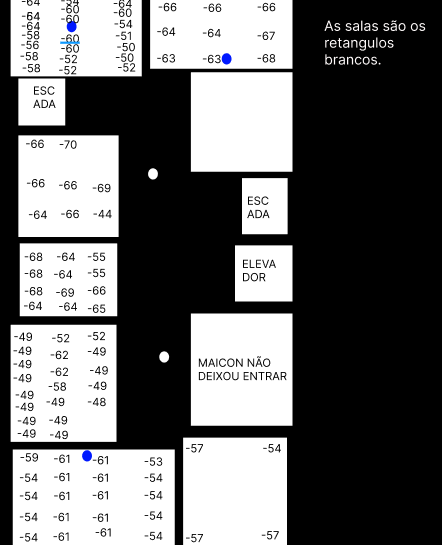 -64 -54
-60 -64
-64 -60 -60
-64 -54
-58 -51
-56 -60 -50
-58 -60 -50
-58 -52 -52
-52
-66 -66 -66
-64 -64 -67
-63 -63 -68
As salas são os
retangulos
brancos.
ESC
ADA
-66 -70
-66 -66 -69
-64 -66 -44
ESC
ADA
-68 -64 -55
-68 -64 -55
-68 -69 -66
-64 -64 -65
ELEVA
DOR
-49 -52 -52
-49 -62 -49
-49 -62 -49
-49 -58 -49
-49 -49 -48
-49
-49 -49
-49 -49
MAICON NÃO
DEIXOU ENTRAR
-59 -61 -61 -53
-54 -61 -61 -54
-54 -61 -61 -54
-54 -61 -61 -54
-54 -61 -61 -54
-57 -54
-57 -57